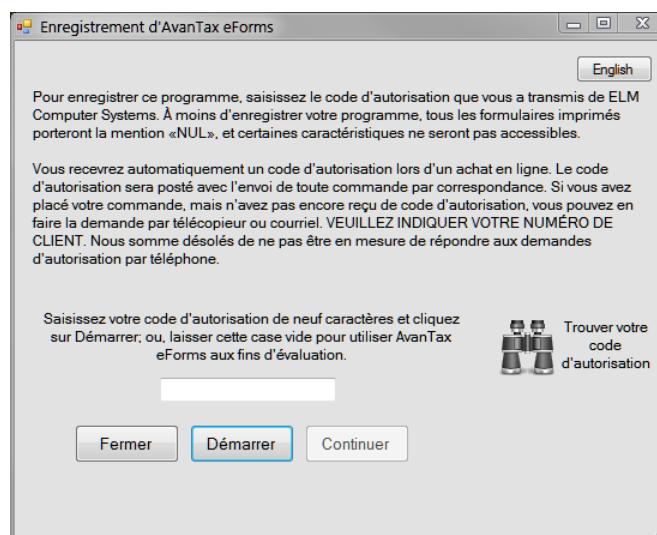 Enregistrement d'AvanTax eForms
English
Pour enregistrer ce programme, saisissez le code d'autorisation que vous a transmis de ELM
Computer Systems. À moins d'enregistrer votre programme, tous les formulaires imprimés
porteront la mention «NUL», et certaines caractéristiques ne seront pas accessibles.
Vous recevrez automatiquement un code d'autorisation lors d'un achat en ligne. Le code
d'autorisation sera posté avec l'envoi de toute commande par correspondance. Si vous avez
placé votre commande, mais n'avez pas encore reçu de code d'autorisation, vous pouvez en
faire la demande par télécopieur ou courriel. VEUILLEZ INDIQUER VOTRE NUMÉRO DE
CLIENT. Nous somme désolés de ne pas être en mesure de répondre aux demandes
d'autorisation par téléphone.
Saisissez votre code d'autorisation de neuf caractères et cliquez
sur Démarrer; ou, laisser cette case vide pour utiliser AvanTax
eForms aux fins d'évaluation.
Trouver votre
code
d'autorisation
Fermer
Démarrer
Continuer